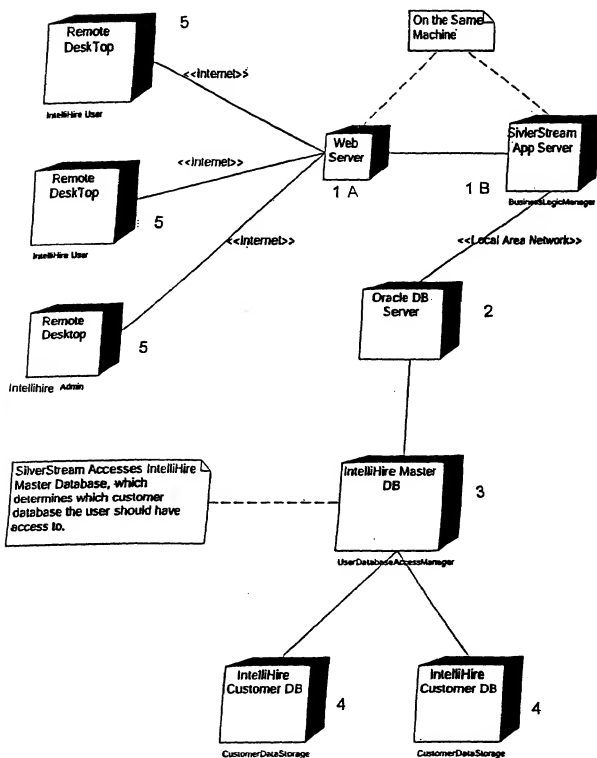 Remote
DeskTop
5
IntelliHire User
<<Internet>>
On the Same
Machine
Web
Server
1 A
SivlerStream
App Server
1 B
BusinessLogicManager
Remote
DeskTop
5
IntelliHire User
<<Internet>>
<<Internet>>
<<Local Area Network>>
Remote
Desktop
5
Intellihire Admin
Oracle DB
Server
2
SilverStream Accesses IntelliHire
Master Database, which
determines which customer
database the user should have
access to.
IntelliHire Master
DB
3
UserDatabaseAccessManager
IntelliHire
Customer DB
4
CustomerDataStorage
IntelliHire
Customer DB
4
CustomerDataStorage